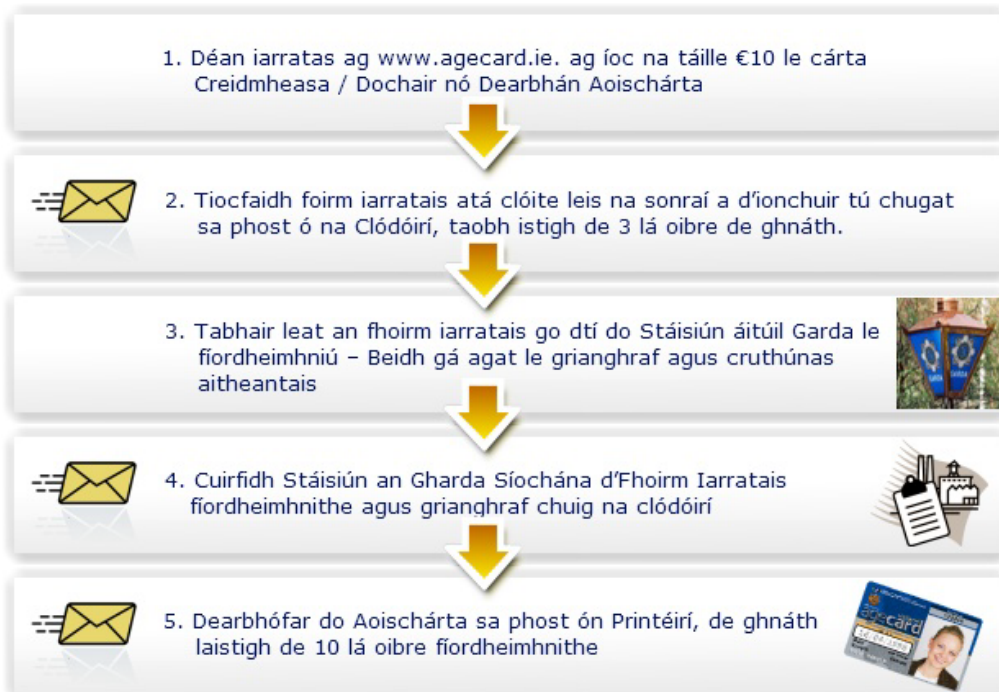 1. Déan iarratas ag www.agecard.ie. ag íoc na táille €10 le cárta
Creidmheasa / Dochair nó Dearbhán Aoischárta
2. Tiocfaidh foirm iarratais atá clóite leis na sonraí a d'ionchuir tú chugat
sa phost ó na Clódóirí, taobh istigh de 3 lá oibre de ghnáth.
3. Tabhair leat an fhoirm iarratais go dtí do Stáisiún áitúil Garda le
fíordheimhniú – Beidh gá agat le grianghraf agus cruthúnas
aitheantais
GARDA
GARDA
4. Cuirfidh Stáisiún an Gharda Síochána d'Fhoirm Iarratais
fíordheimhnithe agus grianghraf chuig na clódóirí
5. Dearbhófar do Aoischárta sa phost ón Printéirí, de ghnáth
laistigh de 10 lá oibre fíordheimhnithe
agecard